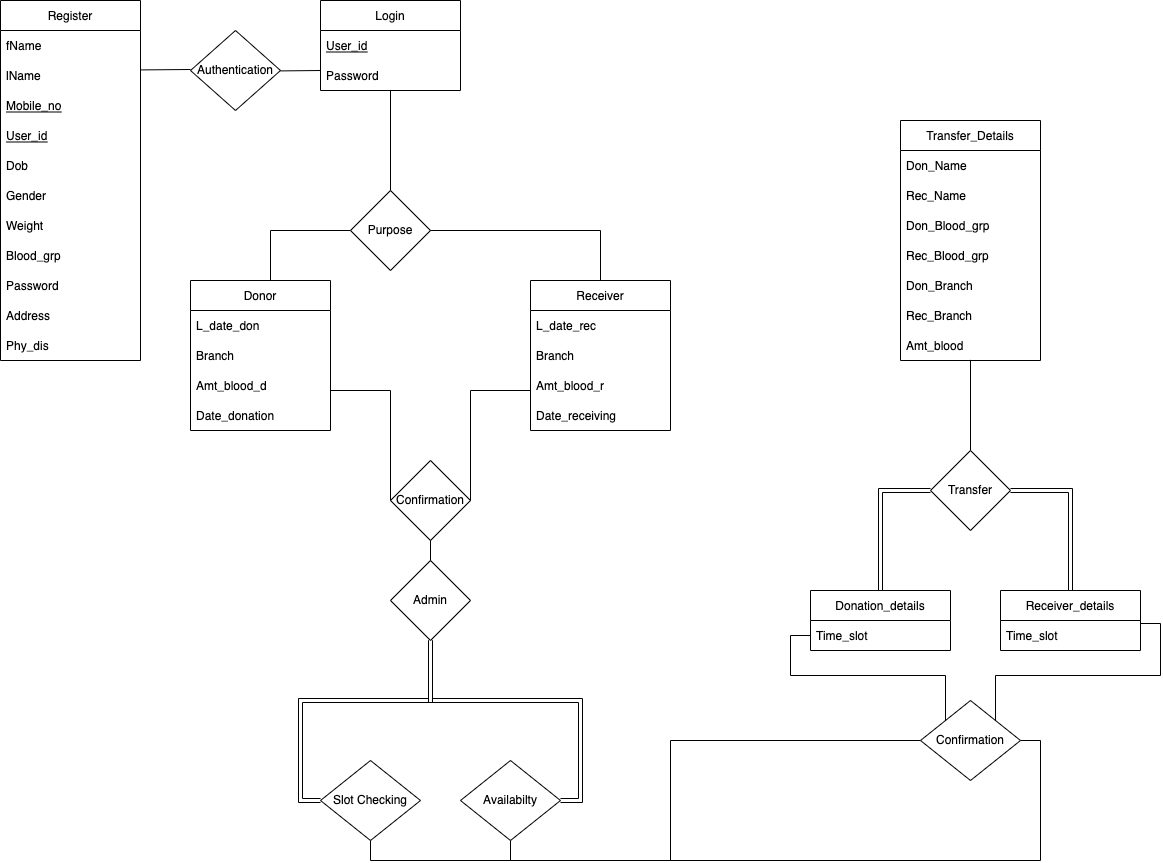 Register
fName
lName
Mobile_no
User_id
Dob
Gender
Weight
Blood_grp
Password
Address
Phy_dis
Authentication
Login
User_id
Password
Purpose
Donor
L_date_don
Branch
Amt_blood_d
Date_donation
Receiver
L_date_rec
Branch
Amt_blood_r
Date_receiving
Confirmation
Admin
Slot Checking
Availabilty
Transfer_Details
Don_Name
Rec_Name
Don_Blood_grp
Rec_Blood_grp
Don_Branch
Rec_Branch
Amt_blood
Transfer
Donation_details
Time_slot
Receiver_details
Time_slot
Confirmation